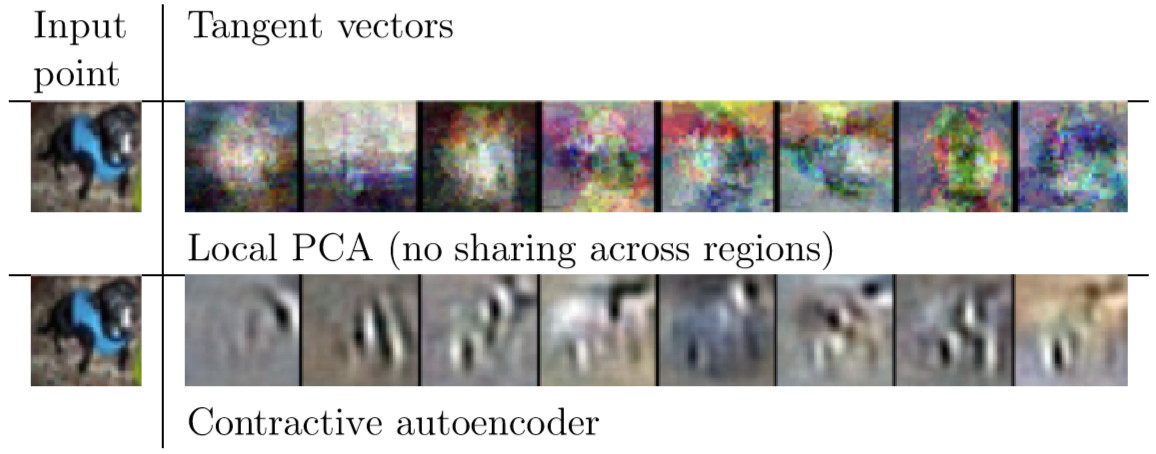 Input
point
Tangent vectors
Local PCA (no sharing across regions)
Contractive autoencoder